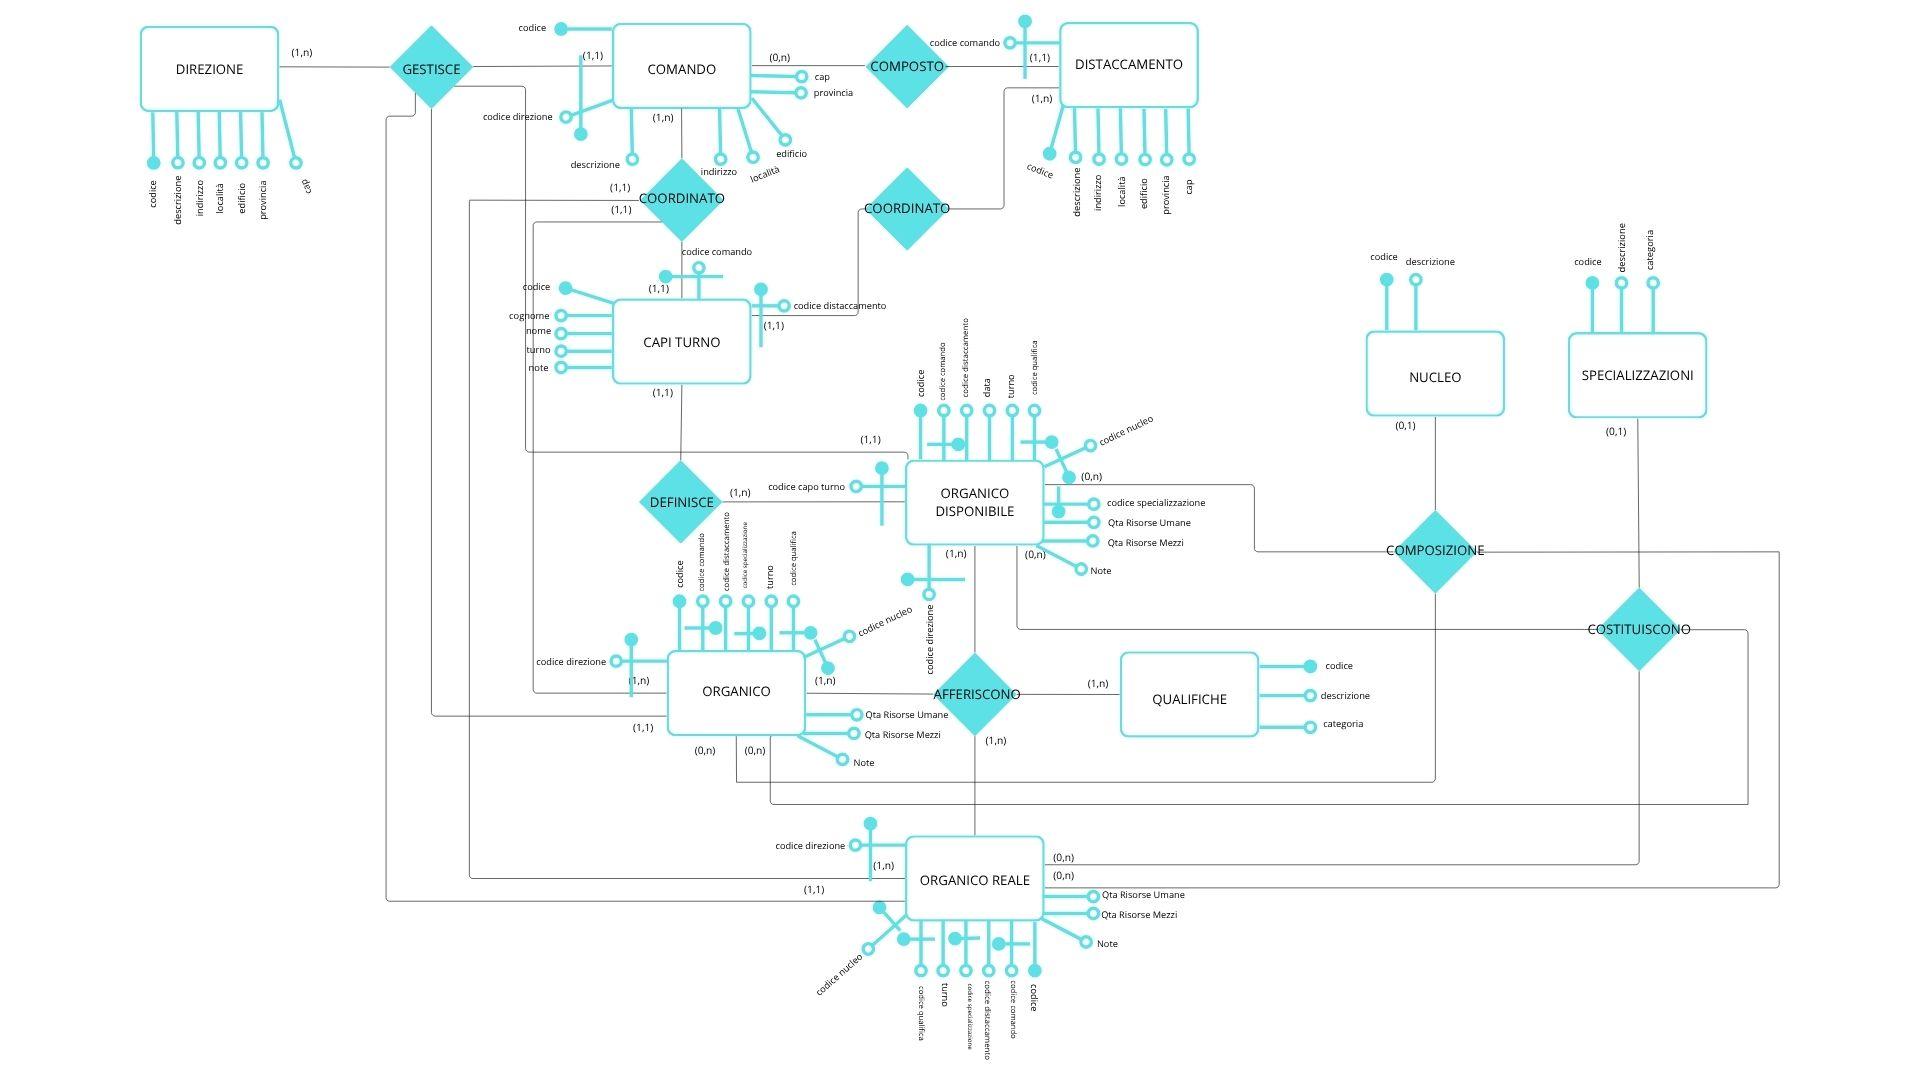 DIREZIONE
(1,n)
codice
descrizione
indirizzo
località
edificio
provincia
cap
GESTISCE
codice
(1,1)
COMANDO
(0,n)
cap
provincia
codice direzione
(1,n)
descrizione
indirizzo
località
edificio
COMPOSTO
codice comando
(1,1)
DISTACCAMENTO
(1,n)
codice
descrizione
indirizzo
località
edificio
provincia
cap
(1,1)
COORDINATO
(1,1)
COORDINATO
codice comando
(1,1)
codice
cognome
nome
turno
note
CAPI TURNO
codice distaccamento
(1,1)
(1,1)
codice
descrizione
NUCLEO
(0,1)
codice
descrizione
categoria
SPECIALIZZAZIONI
(0,1)
codice
codice comando
codice distaccamento
data
turno
codice qualifica
codice nucleo
(1,1)
(0,n)
codice capo turno
ORGANICO
DISPONIBILE
codice specializzazione
Qta Risorse Umane
Qta Risorse Mezzi
Note
(1,n)
(0,n)
codice direzione
DEFINISCE
(1,n)
COMPOSIZIONE
COSTITUISCONO
codice
codice comando
codice distaccamento
codice specializzazione
turno
codice qualifica
codice nucleo
codice direzione
(1,n)
ORGANICO
(1,n)
Qta Risorse Umane
Qta Risorse Mezzi
Note
(1,1)
(0,n)
(0,n)
AFFERISCONO
(1,n)
(1,n)
QUALIFICHE
codice
descrizione
categoria
codice direzione
(1,n)
(1,1)
ORGANICO REALE
(0,n)
(0,n)
Qta Risorse Umane
Qta Risorse Mezzi
Note
codice nucleo
codice qualifica
turno
codice specializzazione
codice distaccamento
codice comando
codice